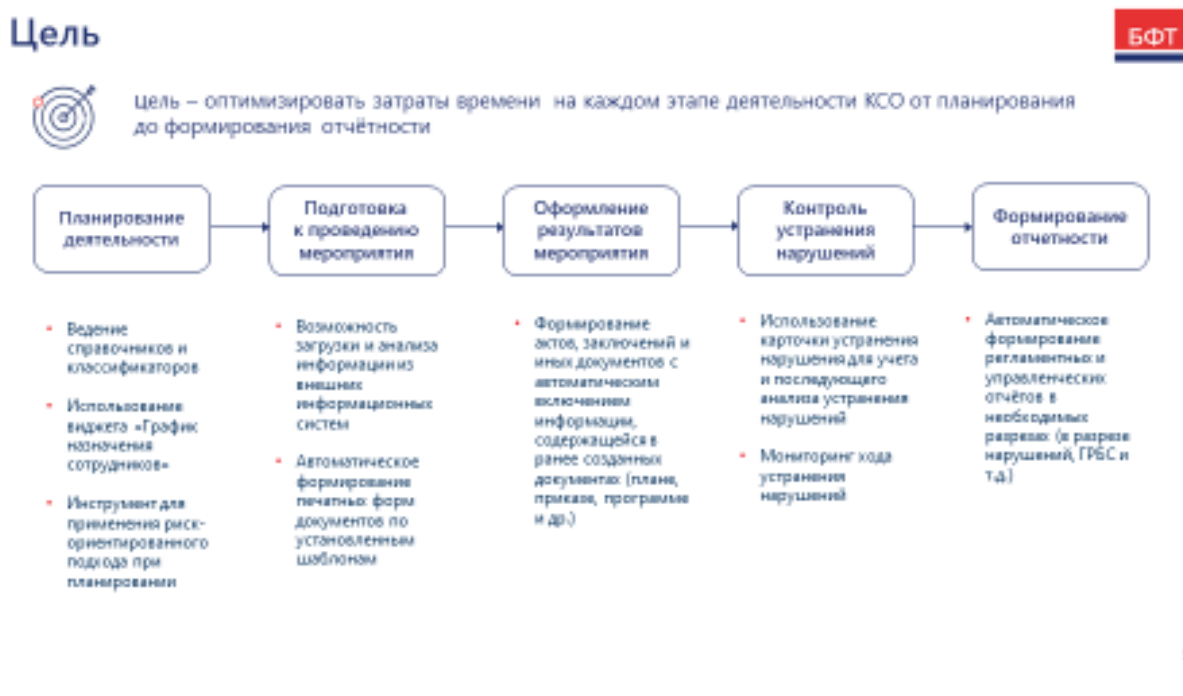 Цель
БФТ
Цель – оптимизировать затраты времени на каждом этапе деятельности КСО от планирования
до формирования отчётности
Планирование
деятельности
Подготовка
к проведению
мероприятия
Оформление
результатов
мероприятия
Контроль
устранения
нарушений
Формирование
отчетности
• Ведение
справочников и
классификаторов
• Использование
виджета «График
назначения
сотрудников»
• Инструмент для
применения риск-
ориентированного
подхода при
планировании
• Возможность
загрузки и анализа
информации из
внешних
информационных
систем
• Автоматическое
формирование
печатных форм
документов по
установленным
шаблонам
• Формирование
актов, заключений и
иных документов с
автоматическим
включением
информации,
содержащейся в
ранее созданных
документах (плане,
приказе, программе
и др.)
• Использование
карточки устранения
нарушения для учета
и последующего
анализа устранения
нарушений
• Мониторинг хода
устранения
нарушений
• Автоматическое
формирование
регламентных и
управленческих
отчётов в
необходимых
разрезах (в разрезе
нарушений, ГРБС и
т.д.)